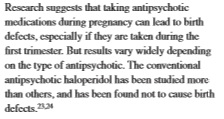 Research suggests that taking antipsychotic
medications during pregnancy can lead to birth
defects, especially if they are taken during the
first trimester. But results vary widely depending
on the type of antipsychotic. The conventional
antipsychotic haloperidol has been studied more
than others, and has been found not to cause birth
defects.23,24